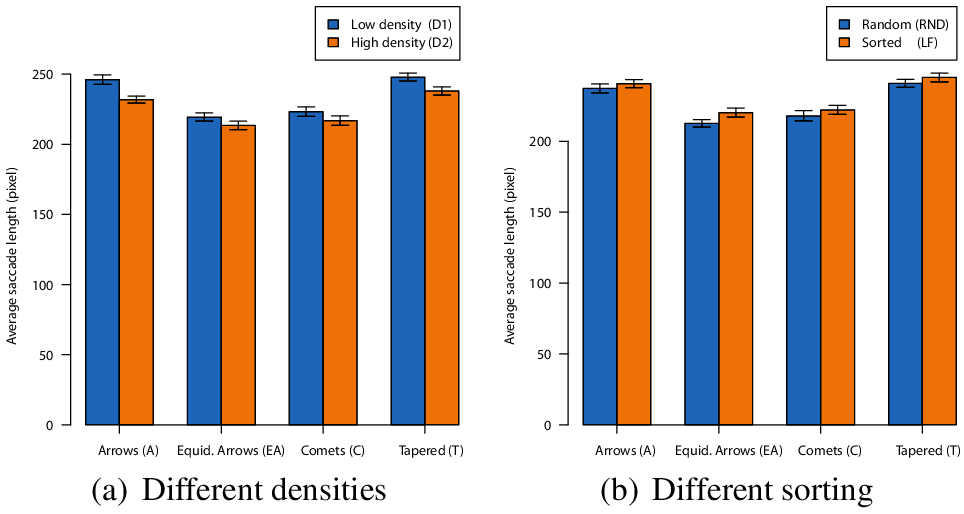 Low density (D1)
High density (D2)
250
200
150
100
50
0
Average saccade length (pixel)
Arrows (A) Equid. Arrows (EA) Comets (C) Tapered (T)
(a) Different densities
Random (RND)
Sorted (LF)
200
150
100
50
0
Average saccade length (pixel)
Arrows (A) Equid. Arrows (EA) Comets (C) Tapered (T)
(b) Different sorting